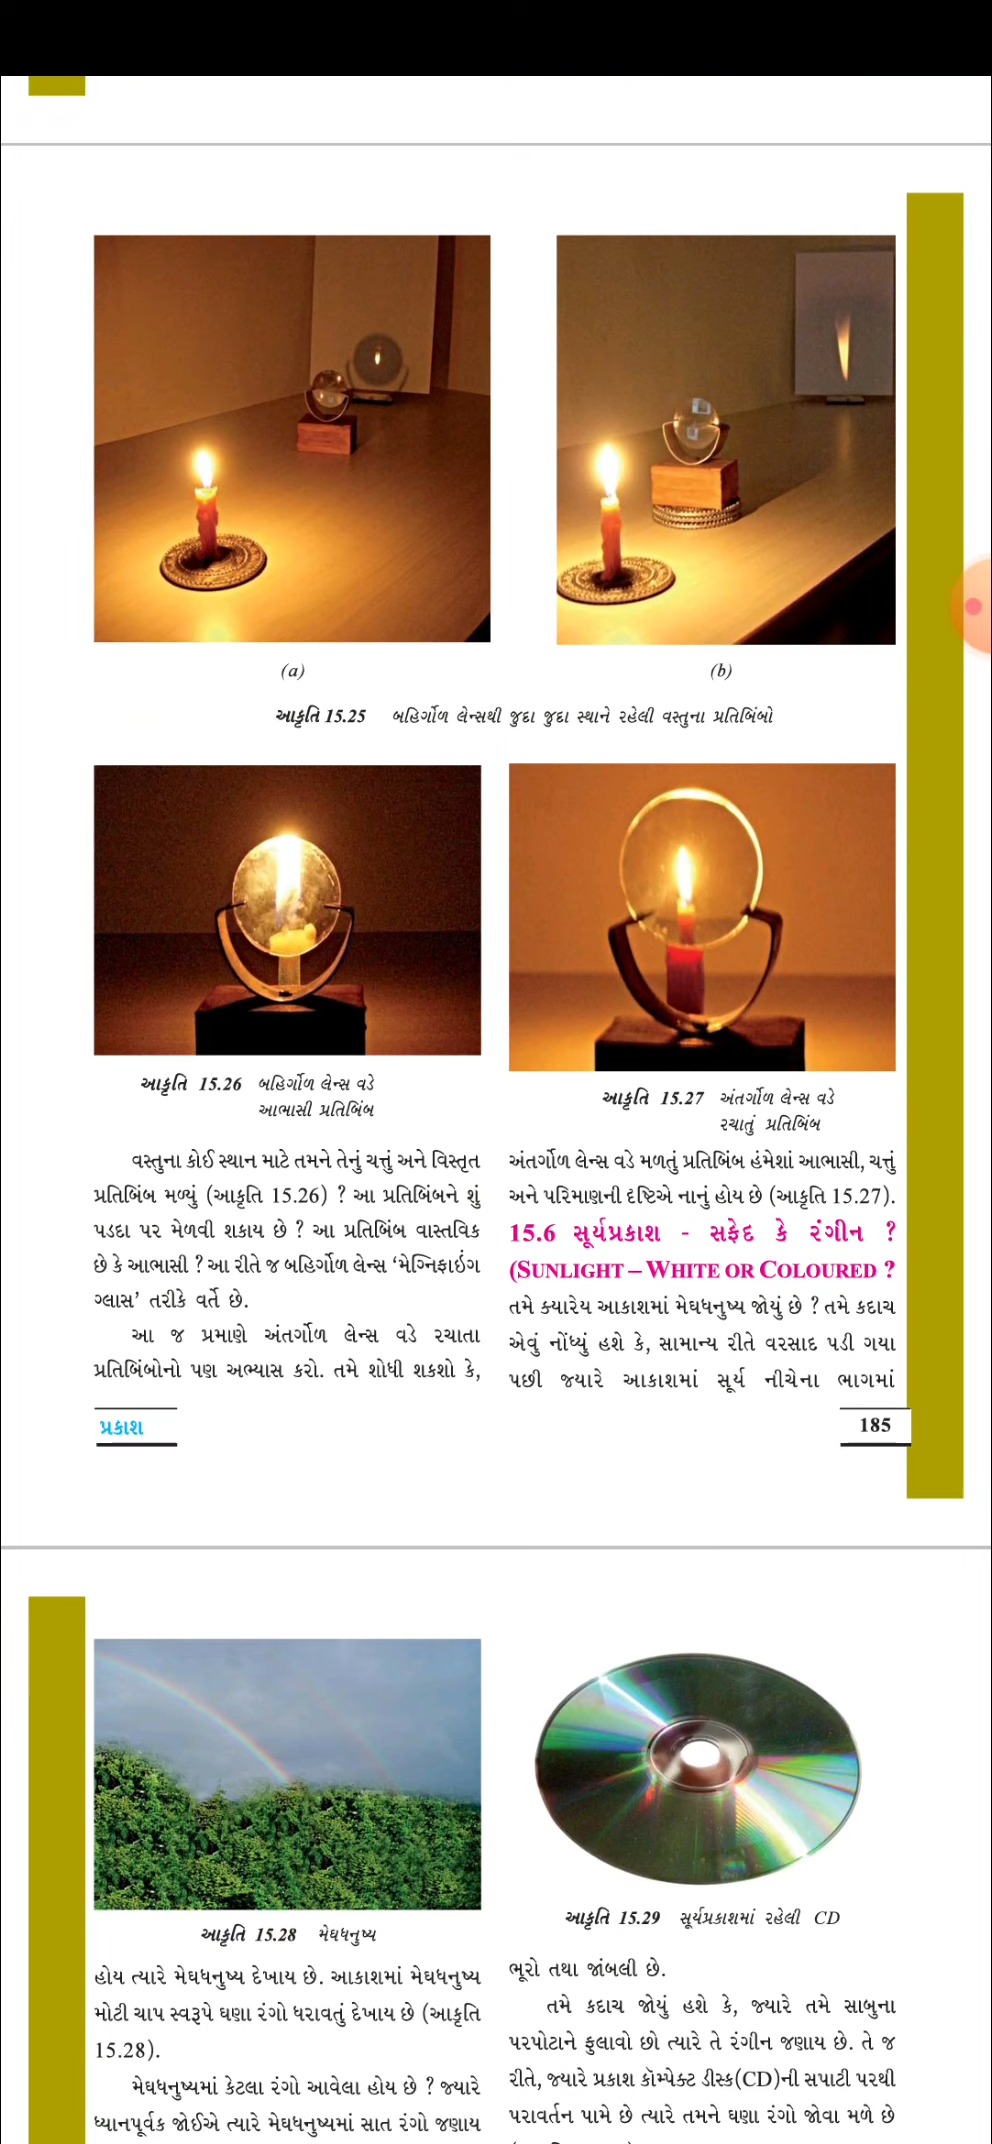 (a)
(b)
આકૃતિ 15.25 બહિર્ગોળ લેન્સથી જુદા જુદા સ્થાને રહેલી વસ્તુના પ્રતિબિંબો
આકૃતિ 15.26 બહિર્ગોળ લેન્સ વડે
આભાસી પ્રતિબિંબ
આકૃતિ 15.27 અંતર્ગોળ લેન્સ વડે
રચાતું પ્રતિબિંબ
વસ્તુના કોઈ સ્થાન માટે તમને તેનું ચત્તું અને વિસ્તૃત
પ્રતિબિંબ મળ્યું (આકૃતિ 15.26) ? આ પ્રતિબિંબને શું
પડદા પર મેળવી શકાય છે ? આ પ્રતિબિંબ વાસ્તવિક
છે કે આભાસી ? આ રીતે જ બહિર્ગોળ લેન્સ ‘મેગ્નિફાઇંગ
ગ્લાસ’ તરીકે વર્તે છે.
આ જ પ્રમાણે અંતર્ગોળ લેન્સ વડે રચાતા
પ્રતિબિંબોનો પણ અભ્યાસ કરો. તમે શોધી શકશો કે,
અંતર્ગોળ લેન્સ વડે મળતું પ્રતિબિંબ હંમેશાં આભાસી, ચત્તું
અને પરિમાણની દૃષ્ટિએ નાનું હોય છે (આકૃતિ 15.27).
15.6 સૂર્યપ્રકાશ - સફેદ કે રંગીન ?
(SUNLIGHT – WHITE OR COLOURED ?
તમે ક્યારેય આકાશમાં મેઘધનુષ્ય જોયું છે ? તમે કદાચ
એવું નોંધ્યું હશે કે, સામાન્ય રીતે વરસાદ પડી ગયા
પછી જ્યારે આકાશમાં સૂર્ય નીચેના ભાગમાં
પ્રકાશ
185
આકૃતિ 15.28 મેઘધનુષ્ય
હોય ત્યારે મેઘધનુષ્ય દેખાય છે. આકાશમાં મેઘધનુષ્ય
મોટી ચાપ સ્વરૂપે ઘણા રંગો ધરાવતું દેખાય છે (આકૃતિ
15.28).
મેઘધનુષ્યમાં કેટલા રંગો આવેલા હોય છે ? જ્યારે
ધ્યાનપૂર્વક જોઈએ ત્યારે મેઘધનુષ્યમાં સાત રંગો જણાય
આકૃતિ 15.29 સૂર્યપ્રકાશમાં રહેલી CD
ભૂરો તથા જાંબલી છે.
તમે કદાચ જોયું હશે કે, જ્યારે તમે સાબુના
પરપોટાને ફુલાવો છો ત્યારે તે રંગીન જણાય છે. તે જ
રીતે, જ્યારે પ્રકાશ કૉમ્પેક્ટ ડીસ્ક(CD)ની સપાટી પરથી
પરાવર્તન પામે છે ત્યારે તમને ઘણા રંગો જોવા મળે છે